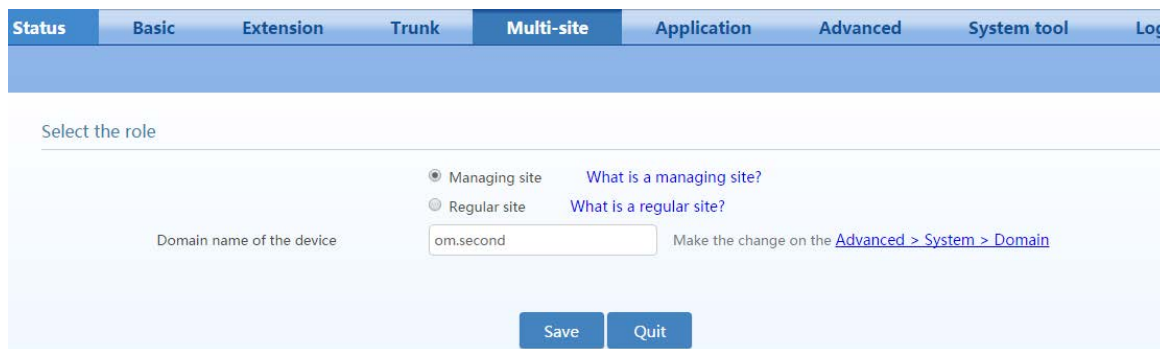 Status Basic Extension Trunk Multi-site Application Advanced System tool
Select the role
Managing site What is a managing site?
Regular site What is a regular site?
Domain name of the device om.second Make the change on the Advanced > System > Domain
Save Quit